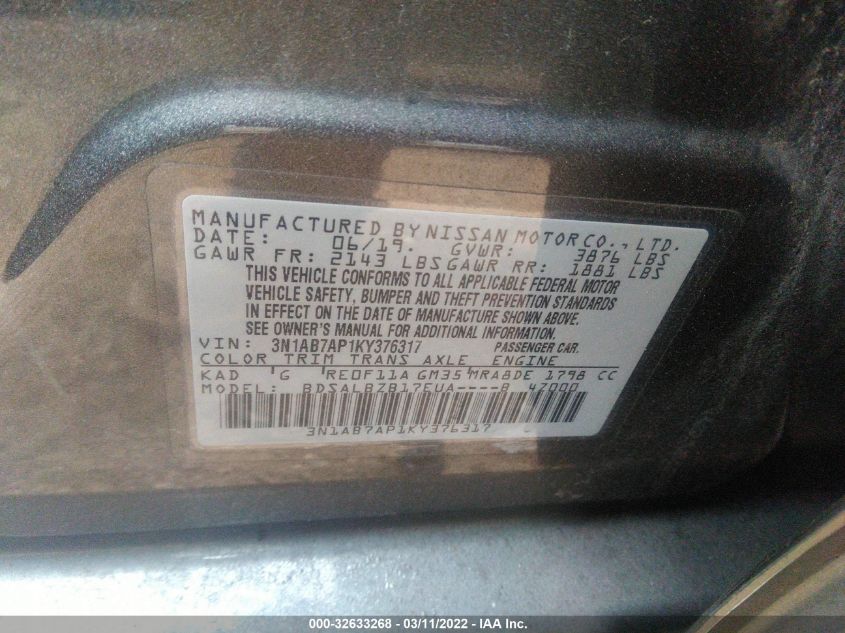 MANUFACTURED BY NISSAN MOTOR CO., LTD.
DATE: 06/19. GVWR: 3876 LBS
GAWR FR: 2143 LBS GAWR RR: 1881 LBS
THIS VEHICLE CONFORMS TO ALL APPLICABLE FEDERAL MOTOR
VEHICLE SAFETY, BUMPER AND THEFT PREVENTION STANDARDS
IN EFFECT ON THE DATE OF MANUFACTURE SHOWN ABOVE.
SEE OWNER'S MANUAL FOR ADDITIONAL INFORMATION.
VIN: 3N1AB7AP1KY376317 PASSENGER CAR.
COLOR TRIM TRANS AXLE ENGINE
KAD G RE0F11A GM35 MRA8DE 1798 CC
MODEL: BDSALBZB17EUA----B 4Z000
3N1AB7AP1KY376317
000-32633268 - 03/11/2022 - IAA Inc.